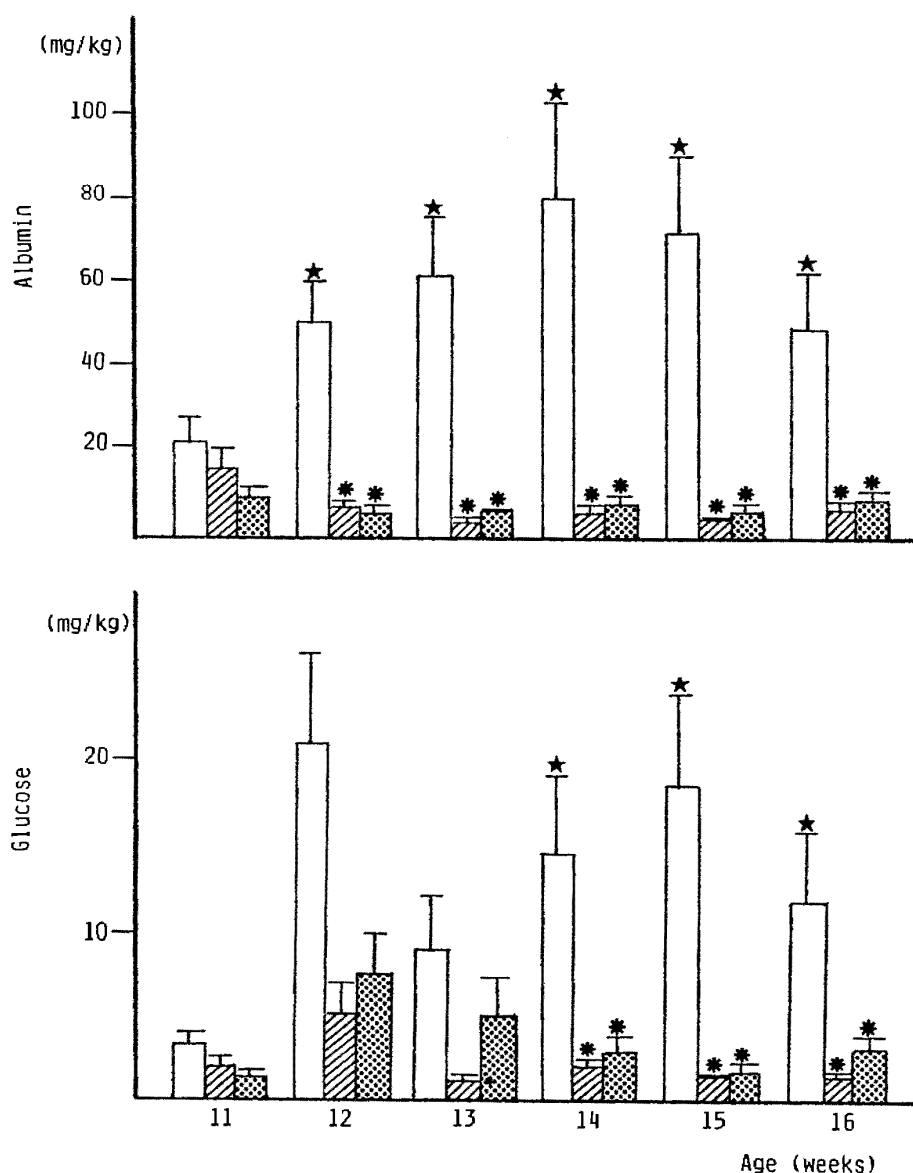 (mg/kg)
100
80
60
40
20
Albumin
★ ★ ★ ★ ★
* * * * * * * * * *
(mg/kg)
20
10
Glucose
★ ★ ★
* * * * * *
11 12 13 14 15 16
Age (weeks)